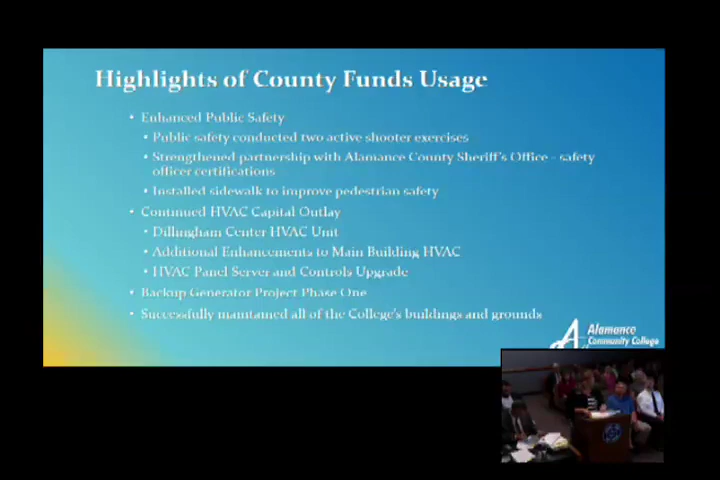 Highlights of County Funds Usage
• Enhanced Public Safety
• Public safety conducted two active shooter exercises
• Strengthened partnership with Alamance County Sheriff's Office - safety
officer certifications
• Installed sidewalk to improve pedestrian safety
• Continued HVAC Capital Outlay
• Dillingham Center HVAC Unit
• Additional Enhancements to Main Building HVAC
• HVAC Panel Server and Controls Upgrade
• Backup Generator Project Phase One
• Successfully maintained all of the College's buildings and grounds
Alamance
Community College